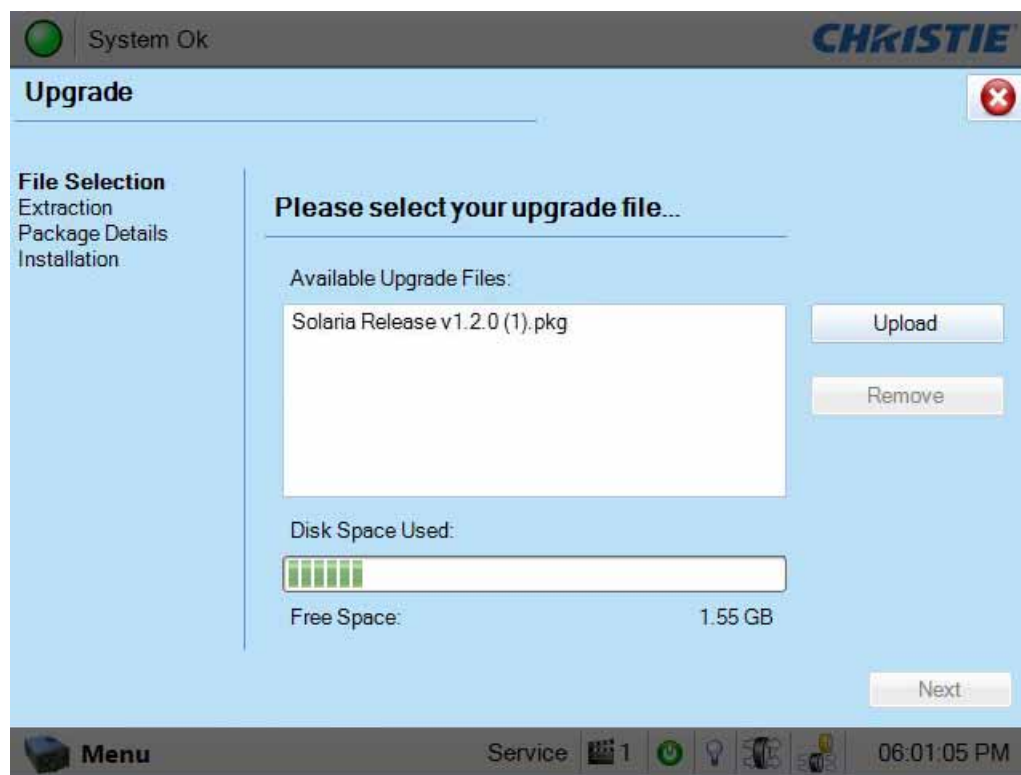 System Ok
CHRISTIE
Upgrade
File Selection
Extraction
Package Details
Installation
Please select your upgrade file...
Available Upgrade Files:
Solaria Release v1.2.0 (1).pkg
Upload
Remove
Disk Space Used:
Free Space: 1.55 GB
Next
Menu
Service 1 06:01:05 PM